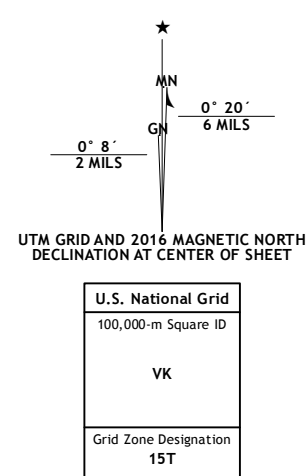 ★
MN
GN
0° 20´
6 MILS
0° 8´
2 MILS
UTM GRID AND 2016 MAGNETIC NORTH
DECLINATION AT CENTER OF SHEET
U.S. National Grid
100,000-m Square ID
VK
Grid Zone Designation
15T